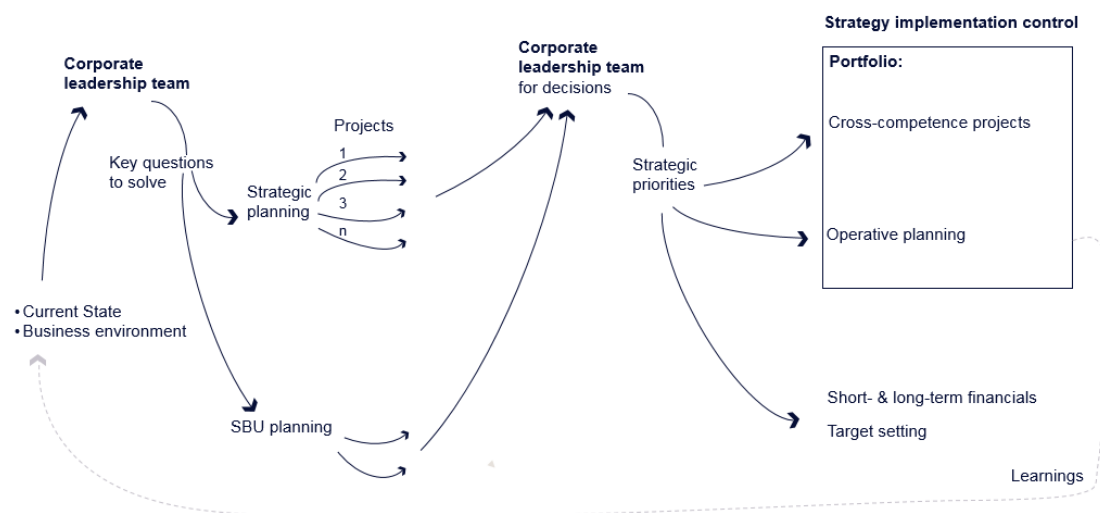 Strategy implementation control
Corporate
leadership team
Corporate
leadership team
for decisions
Portfolio:
Projects
Cross-competence projects
1
Key questions
to solve
2
Strategic
planning
Strategic
priorities
3
n
Operative planning
•Current State
•Business environment
SBU planning
Short- & long-term financials
Target setting
Learnings